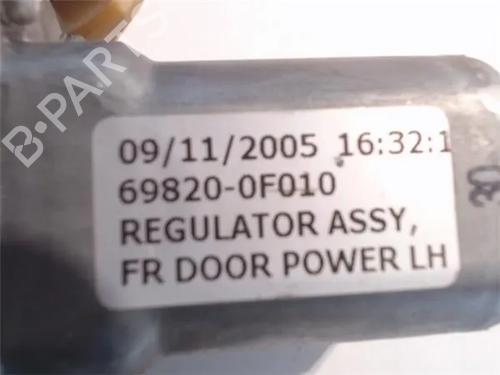 B-PARTS
09/11/2005 16:32:1
69820-0F010
REGULATOR ASSY,
FR DOOR POWER LH